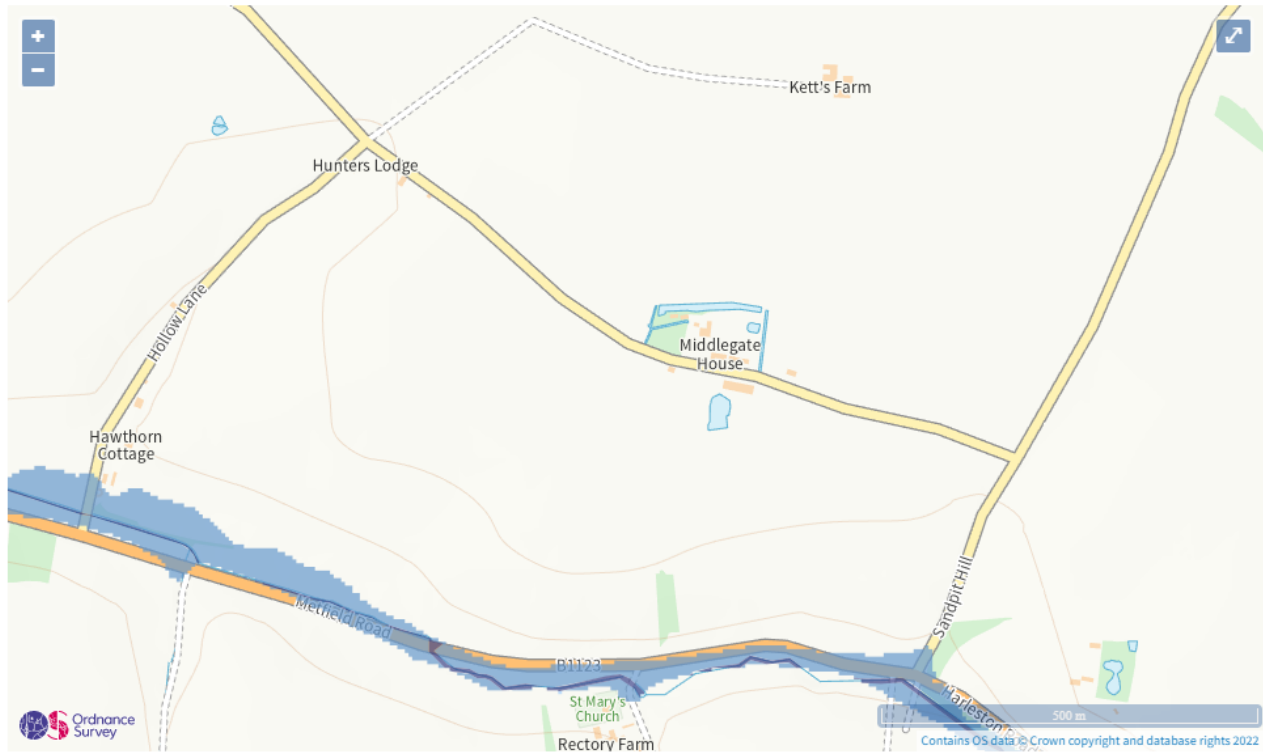 +
−
Kett's Farm
Hunters Lodge
Hollow Lane
Middlegate
House
Hawthorn
Cottage
Metfield Road
B1123
Sandpit Hill
St Mary's
Church
Rectory Farm
Harleston Road
500 m
Ordnance
Survey
Contains OS data © Crown copyright and database rights 2022